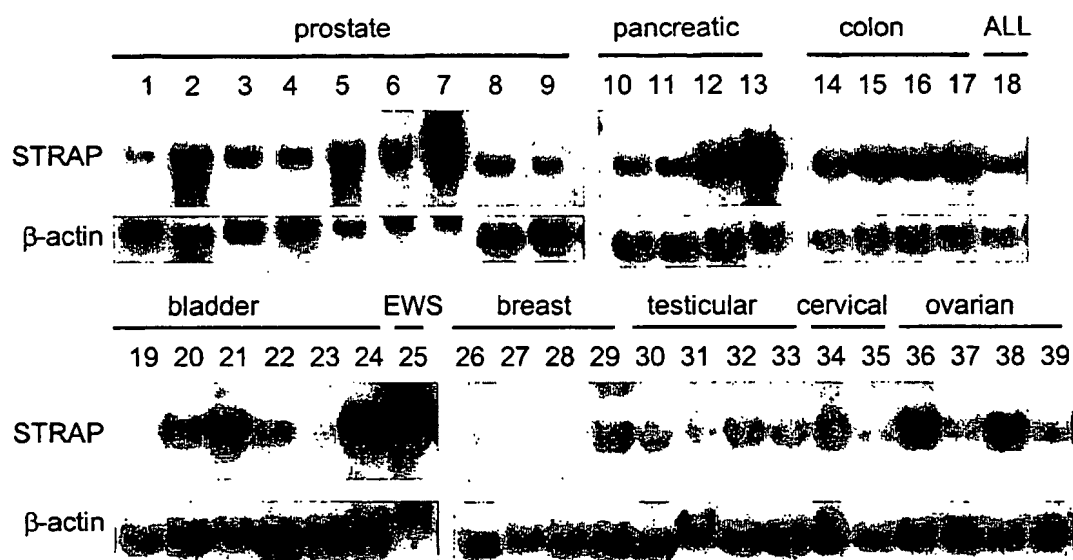 prostate pancreatic colon ALL
1 2 3 4 5 6 7 8 9 10 11 12 13 14 15 16 17 18
STRAP
β-actin
bladder EWS breast testicular cervical ovarian
19 20 21 22 23 24 25 26 27 28 29 30 31 32 33 34 35 36 37 38 39
STRAP
β-actin